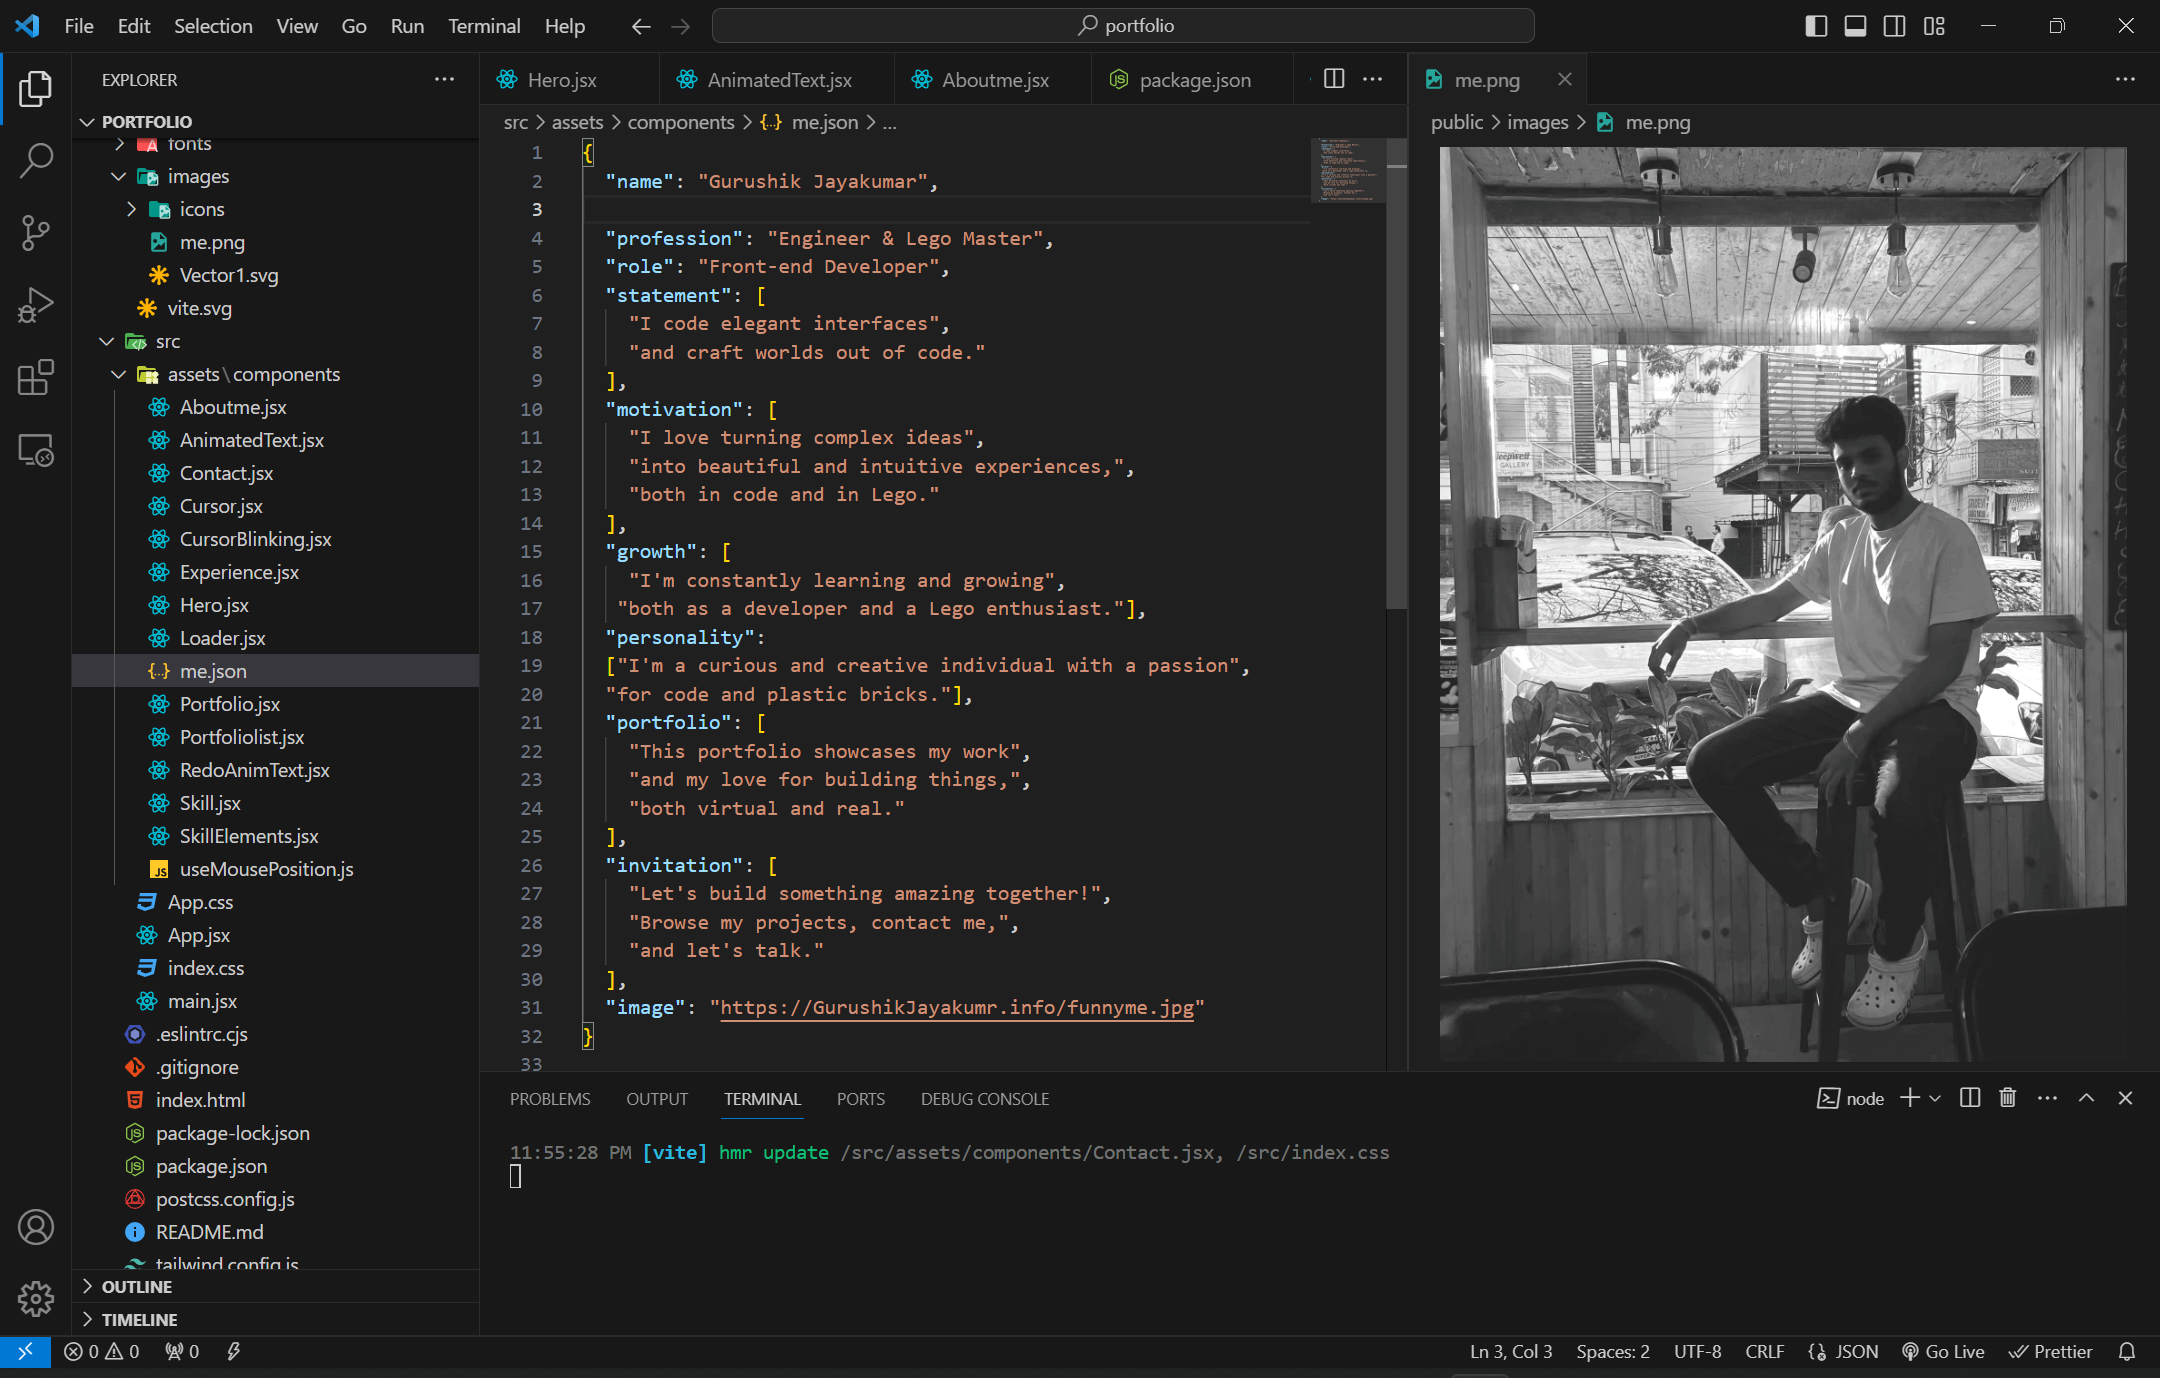 File Edit Selection View Go Run Terminal Help
portfolio
EXPLORER
PORTFOLIO
fonts
images
icons
me.png
Vector1.svg
vite.svg
src
assets\components
Aboutme.jsx
AnimatedText.jsx
Contact.jsx
Cursor.jsx
CursorBlinking.jsx
Experience.jsx
Hero.jsx
Loader.jsx
me.json
Portfolio.jsx
Portfoliolist.jsx
RedoAnimText.jsx
Skill.jsx
SkillElements.jsx
useMousePosition.js
App.css
App.jsx
index.css
main.jsx
.eslintrc.cjs
.gitignore
index.html
package-lock.json
package.json
postcss.config.js
README.md
tailwind.config.js
OUTLINE
TIMELINE
Hero.jsx AnimatedText.jsx Aboutme.jsx package.json
src > assets > components > {..} me.json > ...
1 {
2 "name": "Gurushik Jayakumar",
3
4 "profession": "Engineer & Lego Master",
5 "role": "Front-end Developer",
6 "statement": [
7 "I code elegant interfaces",
8 "and craft worlds out of code."
9 ],
10 "motivation": [
11 "I love turning complex ideas",
12 "into beautiful and intuitive experiences,",
13 "both in code and in Lego."
14 ],
15 "growth": [
16 "I'm constantly learning and growing",
17 "both as a developer and a Lego enthusiast."],
18 "personality":
19 ["I'm a curious and creative individual with a passion",
20 "for code and plastic bricks."],
21 "portfolio": [
22 "This portfolio showcases my work",
23 "and my love for building things,",
24 "both virtual and real."
25 ],
26 "invitation": [
27 "Let's build something amazing together!",
28 "Browse my projects, contact me,",
29 "and let's talk."
30 ],
31 "image": "https://GurushikJayakumr.info/funnyme.jpg"
32 }
33
me.png
public > images > me.png
GALLERY
PROBLEMS OUTPUT TERMINAL PORTS DEBUG CONSOLE
node
11:55:28 PM [vite] hmr update /src/assets/components/Contact.jsx, /src/index.css
0 0 0
Ln 3, Col 3 Spaces: 2 UTF-8 CRLF JSON Go Live Prettier